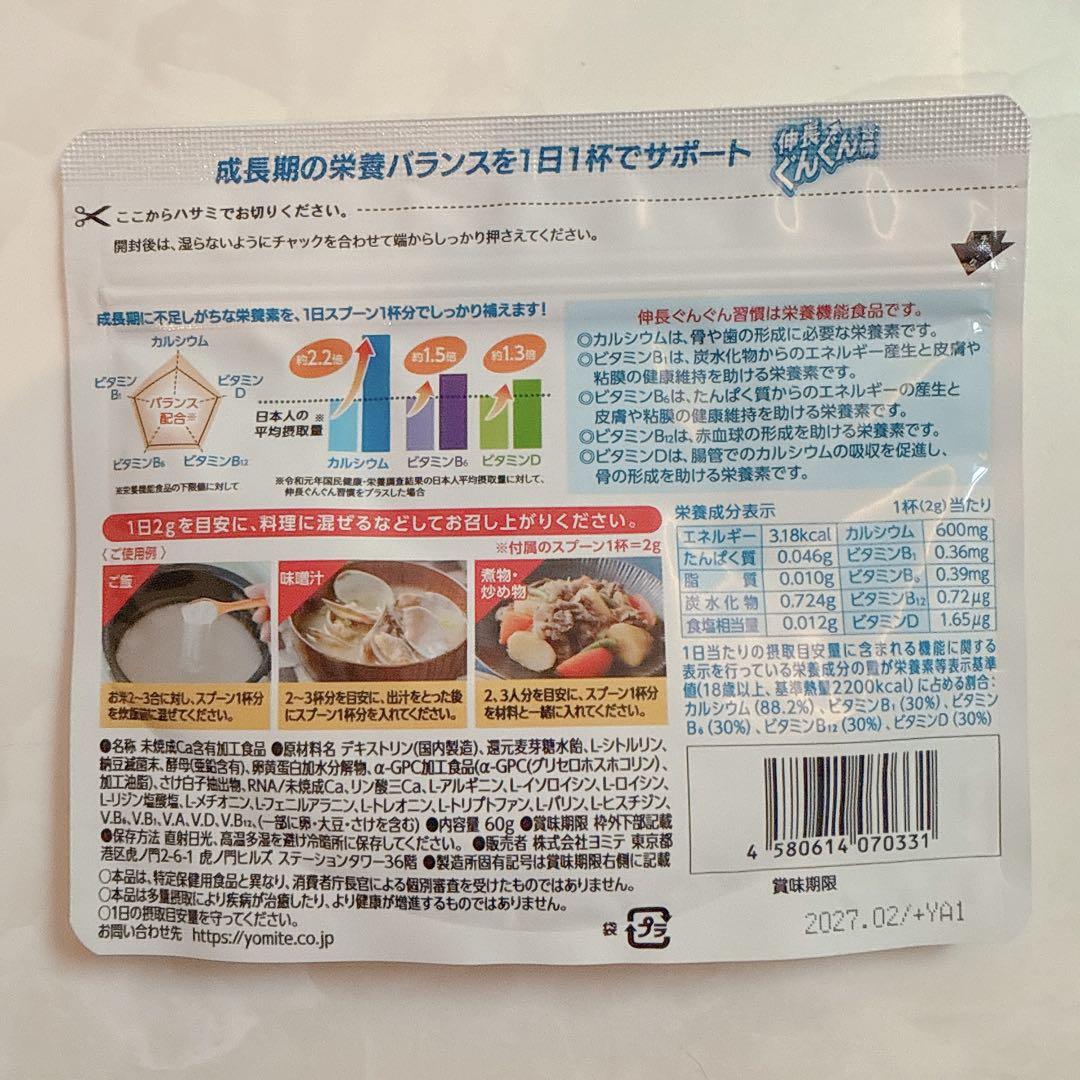 成長期の栄養バランスを1日1杯でサポート
伸長ぐんぐん習慣
ここからハサミでお切りください。
開封後は、湿らないようにチャックを合わせて端からしっかり押さえてください。
成長期に不足しがちな栄養素を、1日スプーン1杯分でしっかり補えます!
カルシウム
ビタミンB₁
ビタミンD
バランス配合※
ビタミンB₆
ビタミンB₁₂
※栄養機能食品の下限値に対して
約2.2倍
約1.5倍
約1.3倍
日本人の※
平均摂取量
カルシウム
ビタミンB₆
ビタミンD
※令和元年国民健康・栄養調査結果の日本人平均摂取量に対して、
伸長ぐんぐん習慣をプラスした場合
伸長ぐんぐん習慣は栄養機能食品です。
◎カルシウムは、骨や歯の形成に必要な栄養素です。
◎ビタミンB₁は、炭水化物からのエネルギー産生と皮膚や
粘膜の健康維持を助ける栄養素です。
◎ビタミンB₆は、たんぱく質からのエネルギーの産生と
皮膚や粘膜の健康維持を助ける栄養素です。
◎ビタミンB₁₂は、赤血球の形成を助ける栄養素です。
◎ビタミンDは、腸管でのカルシウムの吸収を促進し、
骨の形成を助ける栄養素です。
1日2gを目安に、料理に混ぜるなどしてお召し上がりください。
〈ご使用例〉
※付属のスプーン1杯=2g
ご飯
お米2~3合に対し、スプーン1杯分
を炊飯器に混ぜてください。
味噌汁
2~3杯分を目安に、出汁をとった後
にスプーン1杯分を入れてください。
煮物・
炒め物
2、3人分を目安に、スプーン1杯分
を材料と一緒に入れてください。
栄養成分表示 1杯(2g)当たり
エネルギー 3.18kcal カルシウム 600mg
たんぱく質 0.046g ビタミンB₁ 0.36mg
脂質 0.010g ビタミンB₆ 0.39mg
炭水化物 0.724g ビタミンB₁₂ 0.72μg
食塩相当量 0.012g ビタミンD 1.65μg
1日当たりの摂取目安量に含まれる機能に関する
表示を行っている栄養成分の量が栄養素等表示基準
値(18歳以上、基準熱量2200kcal)に占める割合:
カルシウム(88.2%)、ビタミンB₁(30%)、ビタミン
B₆(30%)、ビタミンB₁₂(30%)、ビタミンD(30%)
●名称 未焼成Ca含有加工食品 ●原材料名 デキストリン(国内製造)、還元麦芽糖水飴、L-シトルリン、
納豆滅菌末、酵母(亜鉛含有)、卵黄蛋白加水分解物、α-GPC加工食品(α-GPC(グリセロホスホコリン)、
加工油脂)、さけ白子抽出物、RNA/未焼成Ca、リン酸三Ca、L-アルギニン、L-イソロイシン、L-ロイシン、
L-リジン塩酸塩、L-メチオニン、L-フェニルアラニン、L-トレオニン、L-トリプトファン、L-バリン、L-ヒスチジン、
V.B₆、V.B₁、V.A、V.D、V.B₁₂、(一部に卵・大豆・さけを含む) ●内容量 60g ●賞味期限 枠外下部記載
●保存方法 直射日光、高温多湿を避け冷暗所に保存してください。 ●販売者 株式会社ヨミテ 東京都
港区虎ノ門2-6-1 虎ノ門ヒルズ ステーションタワー36階 ●製造所固有記号は賞味期限右側に記載
○本品は、特定保健用食品と異なり、消費者庁長官による個別審査を受けたものではありません。
○本品は多量摂取により疾病が治癒したり、より健康が増進するものではありません。
○1日の摂取目安量を守ってください。
お問い合わせ先 https://yomite.co.jp
袋 プラ
4 580614 070331
賞味期限
2027.02/+YA1